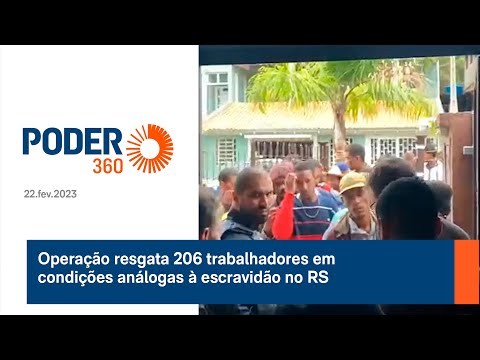 PODER
360
22.fev.2023
Operação resgata 206 trabalhadores em
condições análogas à escravidão no RS